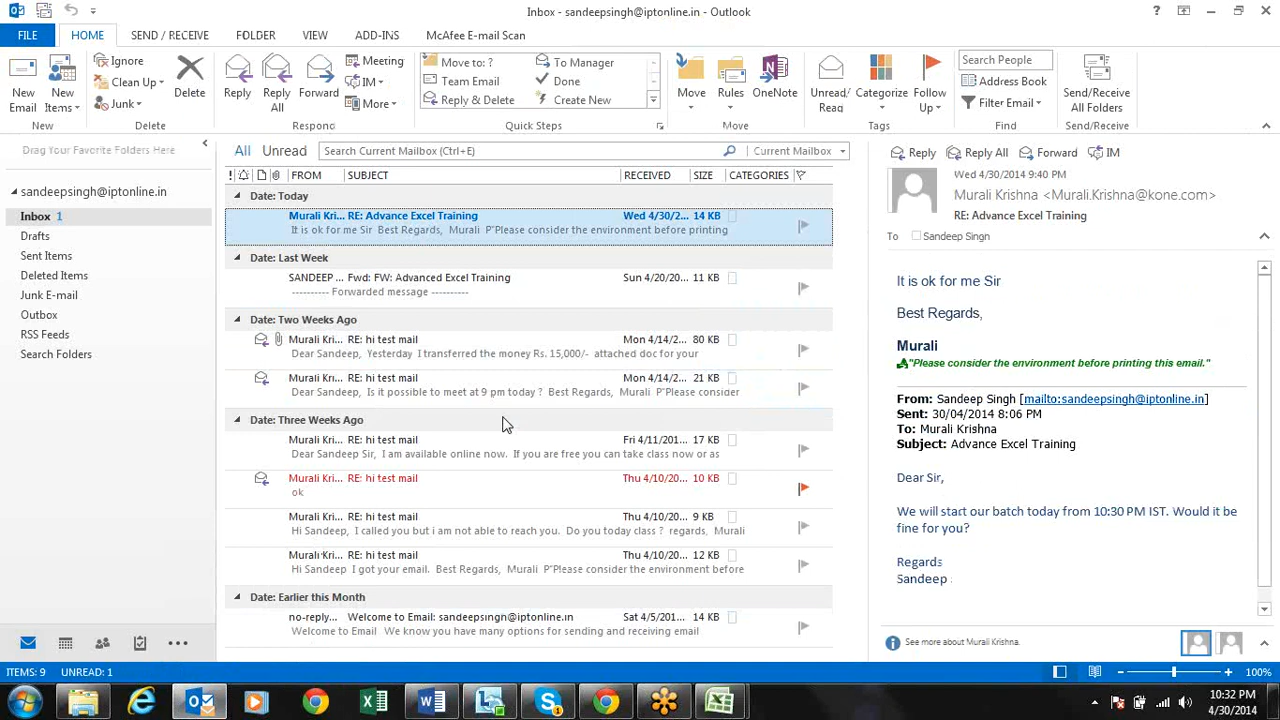 Inbox - sandeepsingh@iptonline.in - Outlook
FILE HOME SEND / RECEIVE FOLDER VIEW ADD-INS McAfee E-mail Scan
New Email
New Items
Ignore
Clean Up
Junk
Delete
Reply
Reply All
Forward
Meeting
IM
More
Move to: ?
Team Email
Reply & Delete
To Manager
Done
Create New
Move
Rules
OneNote
Unread/ Read
Categorize
Follow Up
Search People
Address Book
Filter Email
Send/Receive All Folders
New Delete Respond Quick Steps Move Tags Find Send/Receive
Drag Your Favorite Folders Here
sandeepsingh@iptonline.in
Inbox 1
Drafts
Sent Items
Deleted Items
Junk E-mail
Outbox
RSS Feeds
Search Folders
All Unread Search Current Mailbox (Ctrl+E) Current Mailbox
! FROM SUBJECT RECEIVED SIZE CATEGORIES
Date: Today
Murali Kri... RE: Advance Excel Training Wed 4/30/2... 14 KB
It is ok for me Sir Best Regards, Murali P"Please consider the environment before printing
Date: Last Week
SANDEEP ... Fwd: FW: Advanced Excel Training Sun 4/20/20... 11 KB
---------- Forwarded message ----------
Date: Two Weeks Ago
Murali Kri... RE: hi test mail Mon 4/14/2... 80 KB
Dear Sandeep, Yesterday I transferred the money Rs. 15,000/- attached doc for your
Murali Kri... RE: hi test mail Mon 4/14/2... 21 KB
Dear Sandeep, Is it possible to meet at 9 pm today ? Best Regards, Murali P"Please consider
Date: Three Weeks Ago
Murali Kri... RE: hi test mail Fri 4/11/201... 17 KB
Dear Sandeep Sir, I am available online now. If you are free you can take class now or as
Murali Kri... RE: hi test mail Thu 4/10/20... 10 KB
ok
Murali Kri... RE: hi test mail Thu 4/10/20... 9 KB
Hi Sandeep, I called you but i am not able to reach you. Do you today class ? regards, Murali
Murali Kri... RE: hi test mail Thu 4/10/20... 12 KB
Hi Sandeep I got your email. Best Regards, Murali P"Please consider the environment before
Date: Earlier this Month
no-reply... Welcome to Email: sandeepsingh@iptonline.in Sat 4/5/201... 14 KB
Welcome to Email We know you have many options for sending and receiving email
Reply Reply All Forward IM
Wed 4/30/2014 9:40 PM
Murali Krishna <Murali.Krishna@kone.com>
RE: Advance Excel Training
To Sandeep Singh
It is ok for me Sir
Best Regards,
Murali
"Please consider the environment before printing this email."
From: Sandeep Singh [mailto:sandeepsingh@iptonline.in]
Sent: 30/04/2014 8:06 PM
To: Murali Krishna
Subject: Advance Excel Training
Dear Sir,
We will start our batch today from 10:30 PM IST. Would it be
fine for you?
Regards
Sandeep
See more about Murali Krishna.
ITEMS: 9 UNREAD: 1 100%
10:32 PM
4/30/2014